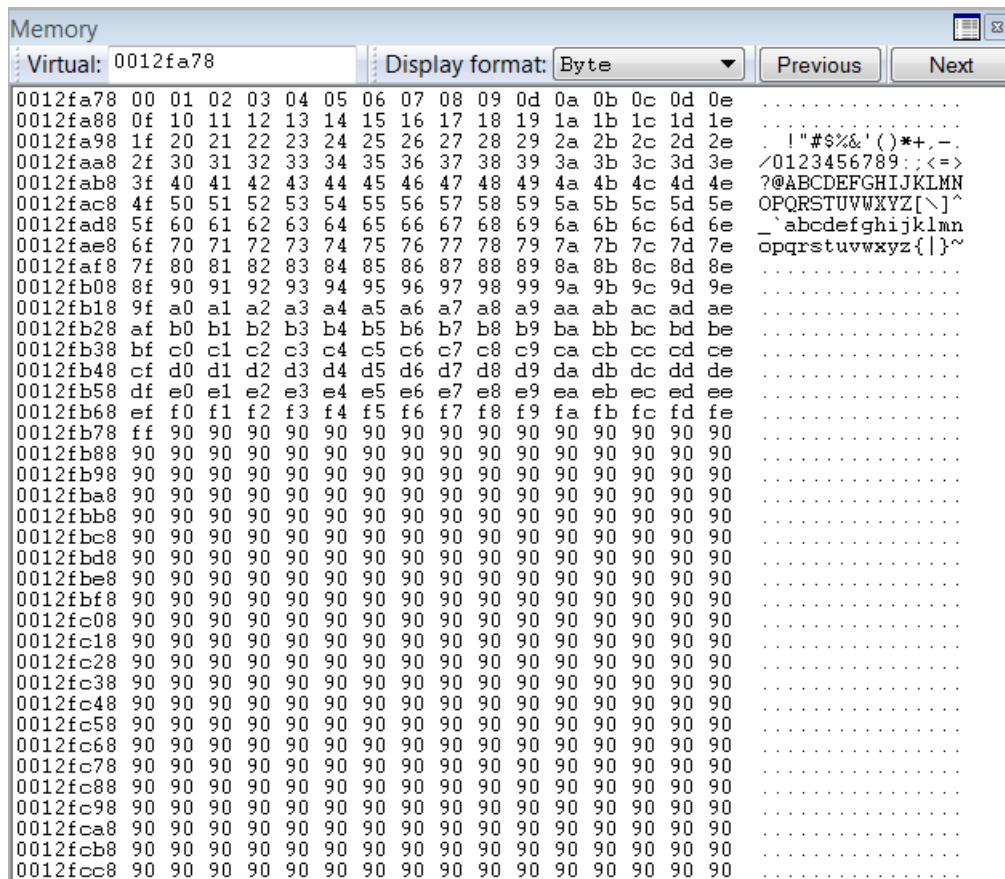 Memory
Virtual: 0012fa78 Display format: Byte Previous Next
0012fa78 00 01 02 03 04 05 06 07 08 09 0d 0a 0b 0c 0d 0e ................
0012fa88 0f 10 11 12 13 14 15 16 17 18 19 1a 1b 1c 1d 1e ................
0012fa98 1f 20 21 22 23 24 25 26 27 28 29 2a 2b 2c 2d 2e . !"#$%&'()*+,-.
0012faa8 2f 30 31 32 33 34 35 36 37 38 39 3a 3b 3c 3d 3e /0123456789:;<=>
0012fab8 3f 40 41 42 43 44 45 46 47 48 49 4a 4b 4c 4d 4e ?@ABCDEFGHIJKLMN
0012fac8 4f 50 51 52 53 54 55 56 57 58 59 5a 5b 5c 5d 5e OPQRSTUVWXYZ[\]^
0012fad8 5f 60 61 62 63 64 65 66 67 68 69 6a 6b 6c 6d 6e _`abcdefghijklmn
0012fae8 6f 70 71 72 73 74 75 76 77 78 79 7a 7b 7c 7d 7e opqrstuvwxyz{|}~
0012faf8 7f 80 81 82 83 84 85 86 87 88 89 8a 8b 8c 8d 8e ................
0012fb08 8f 90 91 92 93 94 95 96 97 98 99 9a 9b 9c 9d 9e ................
0012fb18 9f a0 a1 a2 a3 a4 a5 a6 a7 a8 a9 aa ab ac ad ae ................
0012fb28 af b0 b1 b2 b3 b4 b5 b6 b7 b8 b9 ba bb bc bd be ................
0012fb38 bf c0 c1 c2 c3 c4 c5 c6 c7 c8 c9 ca cb cc cd ce ................
0012fb48 cf d0 d1 d2 d3 d4 d5 d6 d7 d8 d9 da db dc dd de ................
0012fb58 df e0 e1 e2 e3 e4 e5 e6 e7 e8 e9 ea eb ec ed ee ................
0012fb68 ef f0 f1 f2 f3 f4 f5 f6 f7 f8 f9 fa fb fc fd fe ................
0012fb78 ff 90 90 90 90 90 90 90 90 90 90 90 90 90 90 90 ................
0012fb88 90 90 90 90 90 90 90 90 90 90 90 90 90 90 90 90 ................
0012fb98 90 90 90 90 90 90 90 90 90 90 90 90 90 90 90 90 ................
0012fba8 90 90 90 90 90 90 90 90 90 90 90 90 90 90 90 90 ................
0012fbb8 90 90 90 90 90 90 90 90 90 90 90 90 90 90 90 90 ................
0012fbc8 90 90 90 90 90 90 90 90 90 90 90 90 90 90 90 90 ................
0012fbd8 90 90 90 90 90 90 90 90 90 90 90 90 90 90 90 90 ................
0012fbe8 90 90 90 90 90 90 90 90 90 90 90 90 90 90 90 90 ................
0012fbf8 90 90 90 90 90 90 90 90 90 90 90 90 90 90 90 90 ................
0012fc08 90 90 90 90 90 90 90 90 90 90 90 90 90 90 90 90 ................
0012fc18 90 90 90 90 90 90 90 90 90 90 90 90 90 90 90 90 ................
0012fc28 90 90 90 90 90 90 90 90 90 90 90 90 90 90 90 90 ................
0012fc38 90 90 90 90 90 90 90 90 90 90 90 90 90 90 90 90 ................
0012fc48 90 90 90 90 90 90 90 90 90 90 90 90 90 90 90 90 ................
0012fc58 90 90 90 90 90 90 90 90 90 90 90 90 90 90 90 90 ................
0012fc68 90 90 90 90 90 90 90 90 90 90 90 90 90 90 90 90 ................
0012fc78 90 90 90 90 90 90 90 90 90 90 90 90 90 90 90 90 ................
0012fc88 90 90 90 90 90 90 90 90 90 90 90 90 90 90 90 90 ................
0012fc98 90 90 90 90 90 90 90 90 90 90 90 90 90 90 90 90 ................
0012fca8 90 90 90 90 90 90 90 90 90 90 90 90 90 90 90 90 ................
0012fcb8 90 90 90 90 90 90 90 90 90 90 90 90 90 90 90 90 ................
0012fcc8 90 90 90 90 90 90 90 90 90 90 90 90 90 90 90 90 ................